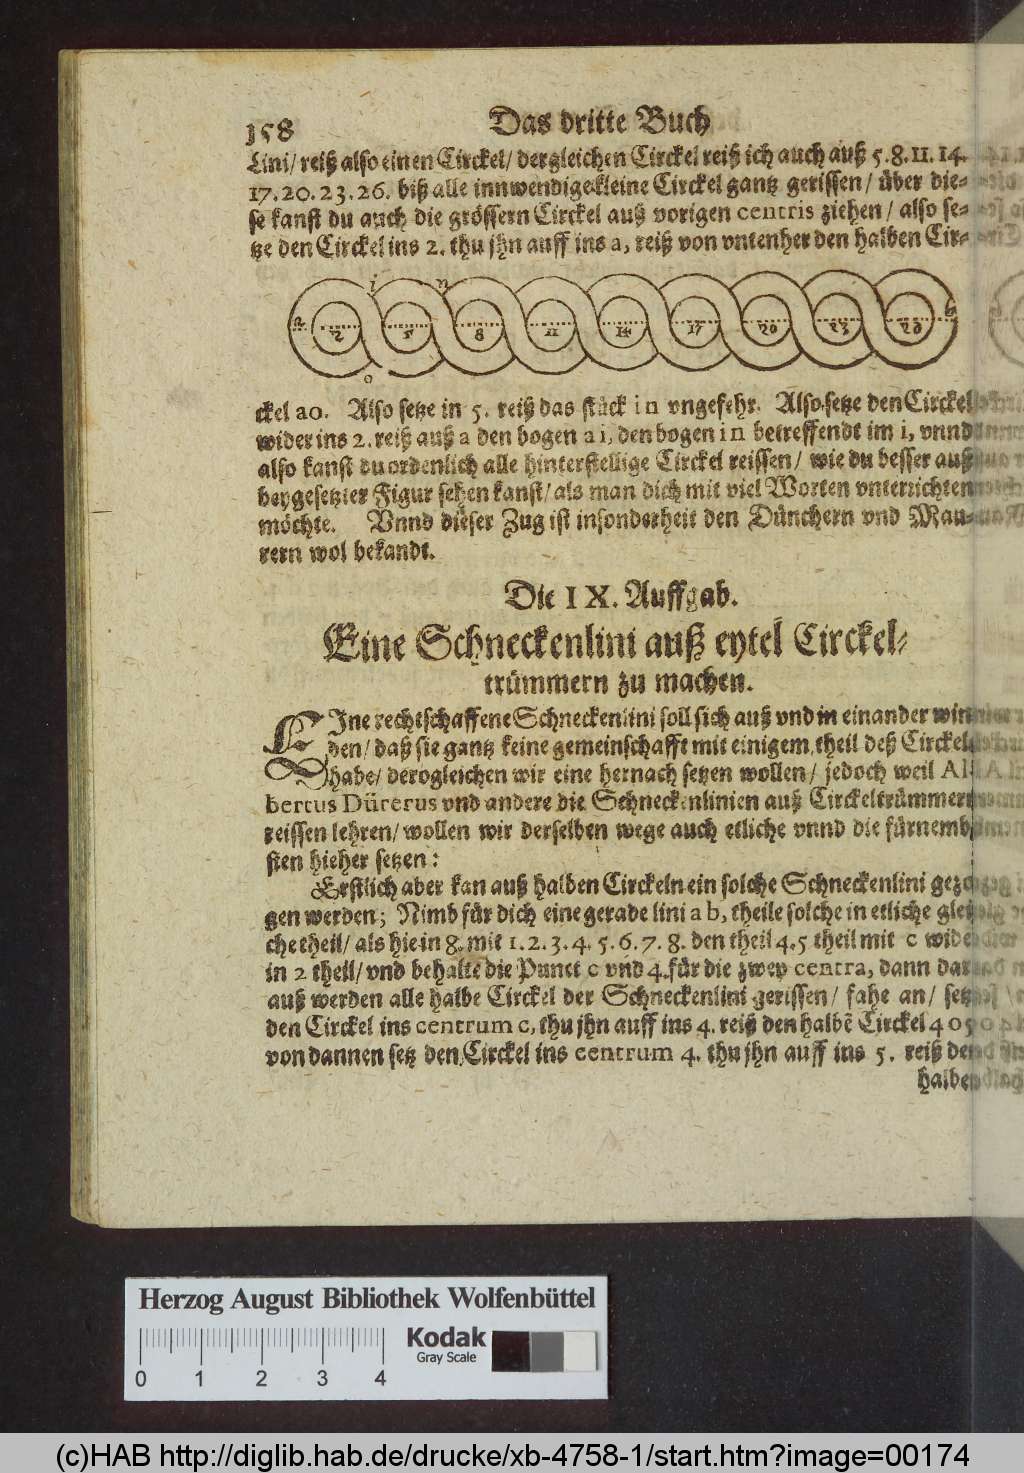 158
Das dritte Buch
Lini/ reiß also einen Circkel/ dergleichen Circkel reiß ich auch auß 5. 8. 11. 14.
17. 20. 23. 26. biß alle innwendige kleine Circkel gantz gerissen/ über die-
se kanst du auch die grössern Circkel auß vorigen centris ziehen/ also se-
tze den Circkel ins 2. thu jhn auff ins a, reiß von vntenher den halben Cir-
i n
a 2 5 8 11 14 17 20 23 26
o
ckel ao. Also setze in 5. reiß das stück in vngefehr. Also setze den Circkel
wider ins 2. reiß auß a den bogen ai, den bogen in betreffendt im i, vnnd
also kanst du ordenlich alle hinterstellige Circkel reissen/ wie du besser auß
beygesetzter Figur sehen kanst/ als man dich mit viel Worten vnterrichten
möchte. Vnnd dieser Zug ist insonderheit den Dünchern vnd Mau-
rern wol bekandt.
Die IX. Auffgab.
Eine Schneckenlini auß eytel Circkel-
trümmern zu machen.
EIne rechtschaffene Schneckenlini soll sich auß vnd in einander win
den/ daß sie gantz keine gemeinschafft mit einigem theil deß Circkels
habe/ derogleichen wir eine hernach setzen wollen/ jedoch weil Al-
bertus Dürerus vnd andere die Schneckenlinien auß Circkeltrümmern
reissen lehren/ wollen wir derselben wege auch etliche vnnd die fürnemb-
sten hieher setzen:
Erstlich aber kan auß halben Circkeln ein solche Schneckenlini gezo-
gen werden; Nimb für dich eine gerade lini ab, theile solche in etliche glei-
che theil/ als hie in 8. mit 1. 2. 3. 4. 5. 6. 7. 8. den theil 4.5 theil mit c wider
in 2 theil/ vnd behalte die Punct c vnd 4. für die zwey centra, dann dar
auß werden alle halbe Circkel der Schneckenlini gerissen/ fahe an/ setz
den Circkel ins centrum c, thu jhn auff ins 4. reiß den halbẽ Circkel 4 o 5
von dannen setz den Circkel ins centrum 4. thu jhn auff ins 5. reiß den
halben
Herzog August Bibliothek Wolfenbüttel
Kodak
Gray Scale
0 1 2 3 4
(c)HAB http://diglib.hab.de/drucke/xb-4758-1/start.htm?image=00174